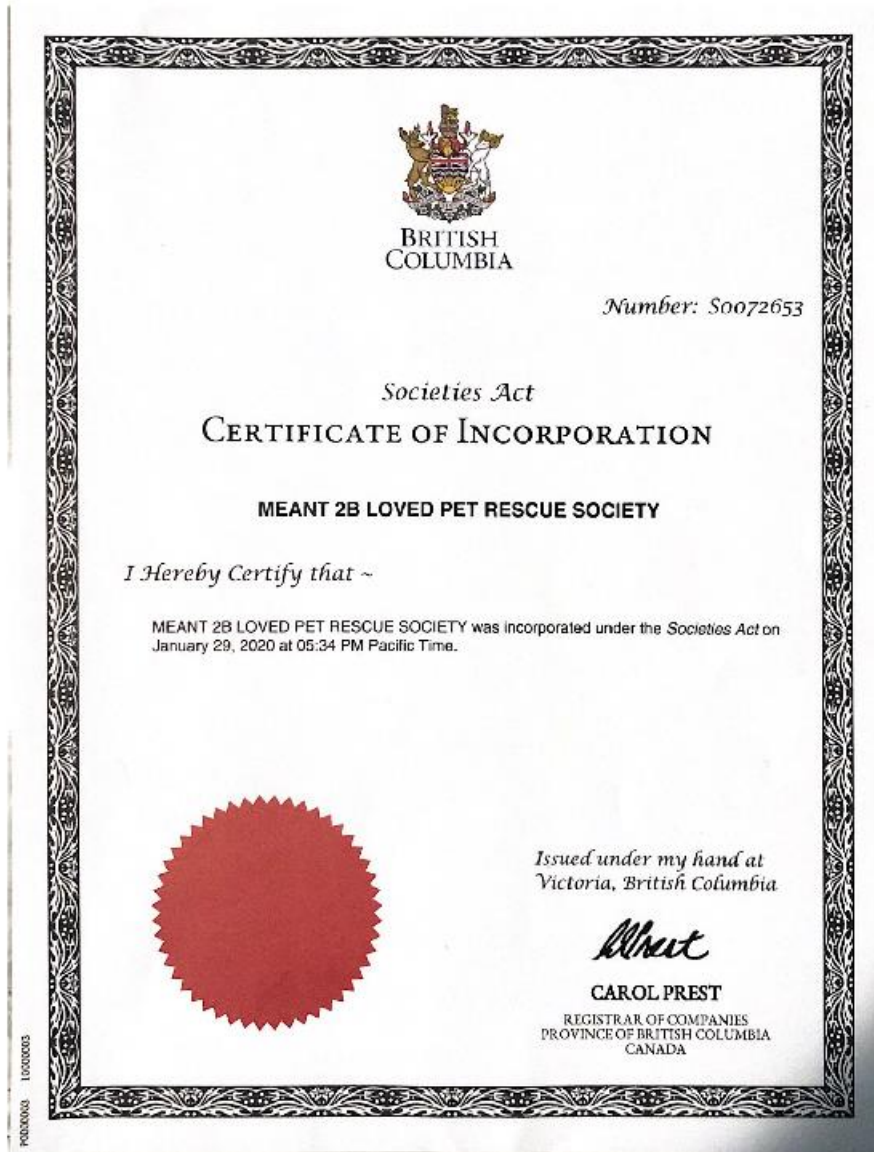 BRITISH
COLUMBIA
Number: S0072653
Societies Act
CERTIFICATE OF INCORPORATION
MEANT 2B LOVED PET RESCUE SOCIETY
I Hereby Certify that ~
MEANT 2B LOVED PET RESCUE SOCIETY was incorporated under the Societies Act on
January 29, 2020 at 05:34 PM Pacific Time.
Issued under my hand at
Victoria, British Columbia
CAROL PREST
REGISTRAR OF COMPANIES
PROVINCE OF BRITISH COLUMBIA
CANADA
P0000003 10000003